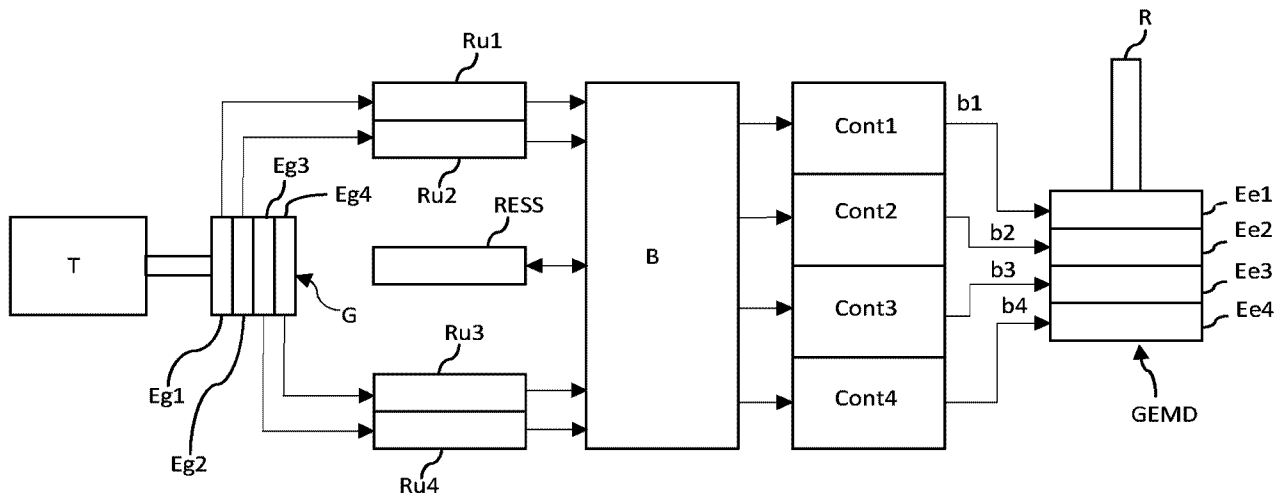 R
Ru1
b1
Cont1
Eg3
Eg4
Ru2
RESS
Cont2
b2
Ee1
Ee2
T
B
b3
Ee3
G
Cont3
b4
Ee4
Ru3
Eg1
Cont4
GEMD
Eg2
Ru4